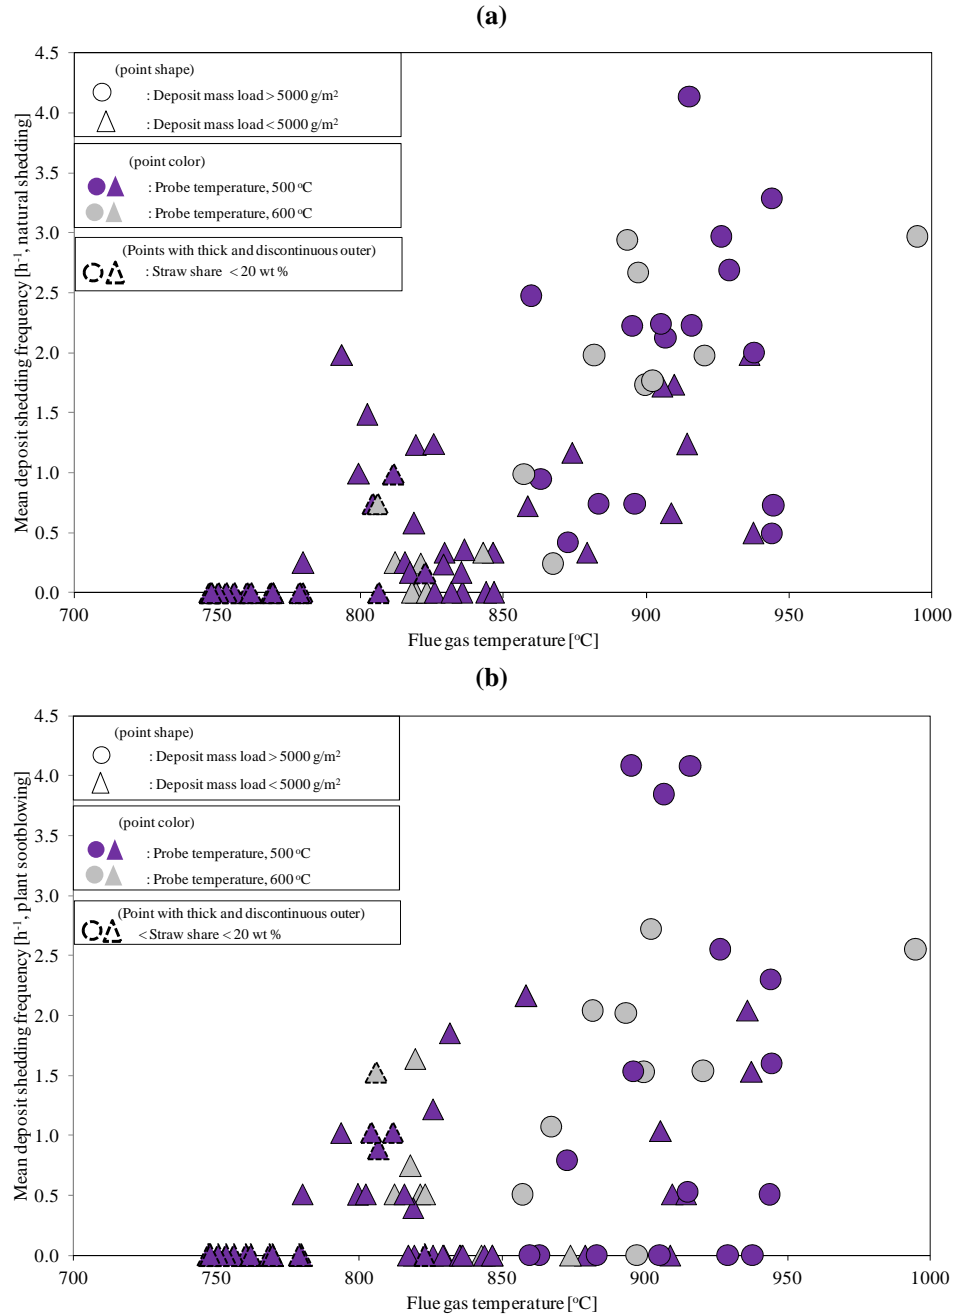 (a)
4.5
4.0
3.5
3.0
2.5
2.0
1.5
1.0
0.5
0.0
Mean deposit shedding frequency [h⁻¹, natural shedding]
(point shape)
: Deposit mass load > 5000 g/m²
: Deposit mass load < 5000 g/m²
(point color)
: Probe temperature, 500 °C
: Probe temperature, 600 °C
(Points with thick and discontinuous outer)
: Straw share < 20 wt %
700 750 800 850 900 950 1000
Flue gas temperature [°C]
(b)
4.5
4.0
3.5
3.0
2.5
2.0
1.5
1.0
0.5
0.0
Mean deposit shedding frequency [h⁻¹, plant sootblowing]
(point shape)
: Deposit mass load > 5000 g/m²
: Deposit mass load < 5000 g/m²
(point color)
: Probe temperature, 500 °C
: Probe temperature, 600 °C
(Point with thick and discontinuous outer)
< Straw share < 20 wt %
700 750 800 850 900 950 1000
Flue gas temperature [°C]